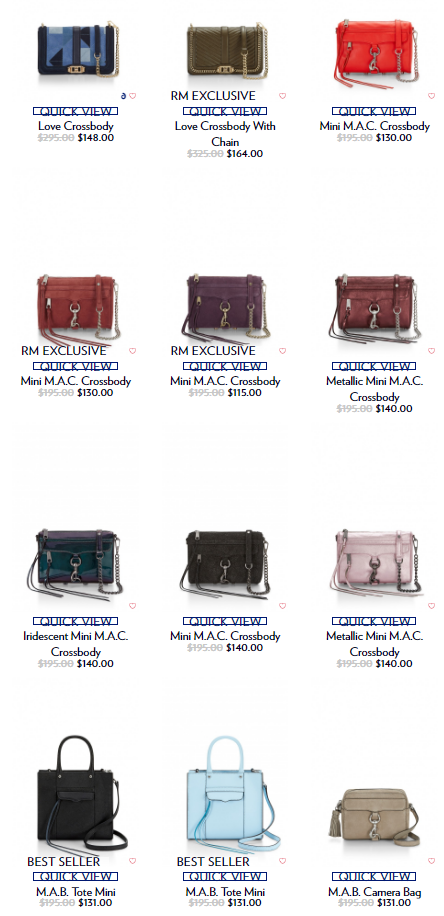 QUICK VIEW
Love Crossbody
$295.00 $148.00
RM EXCLUSIVE
QUICK VIEW
Love Crossbody With
Chain
$325.00 $164.00
QUICK VIEW
Mini M.A.C. Crossbody
$195.00 $130.00
RM EXCLUSIVE
QUICK VIEW
Mini M.A.C. Crossbody
$195.00 $130.00
RM EXCLUSIVE
QUICK VIEW
Mini M.A.C. Crossbody
$195.00 $115.00
QUICK VIEW
Metallic Mini M.A.C.
Crossbody
$195.00 $140.00
QUICK VIEW
Iridescent Mini M.A.C.
Crossbody
$195.00 $140.00
QUICK VIEW
Mini M.A.C. Crossbody
$195.00 $140.00
QUICK VIEW
Metallic Mini M.A.C.
Crossbody
$195.00 $140.00
BEST SELLER
QUICK VIEW
M.A.B. Tote Mini
$195.00 $131.00
BEST SELLER
QUICK VIEW
M.A.B. Tote Mini
$195.00 $131.00
QUICK VIEW
M.A.B. Camera Bag
$195.00 $131.00